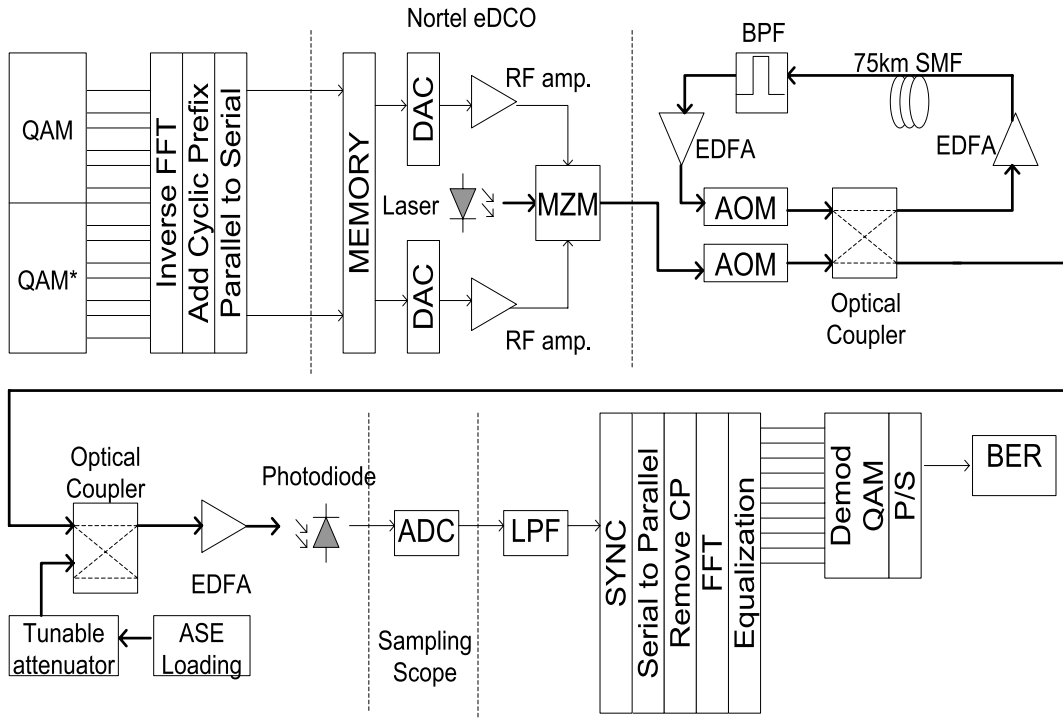 Nortel eDCO
QAM
QAM*
Inverse FFT
Add Cyclic Prefix
Parallel to Serial
MEMORY
DAC
RF amp.
Laser
MZM
DAC
RF amp.
BPF
75km SMF
EDFA
EDFA
AOM
AOM
Optical
Coupler
Optical
Coupler
Tunable
attenuator
ASE
Loading
EDFA
Photodiode
ADC
Sampling
Scope
LPF
SYNC
Serial to Parallel
Remove CP
FFT
Equalization
Demod
QAM
P/S
BER